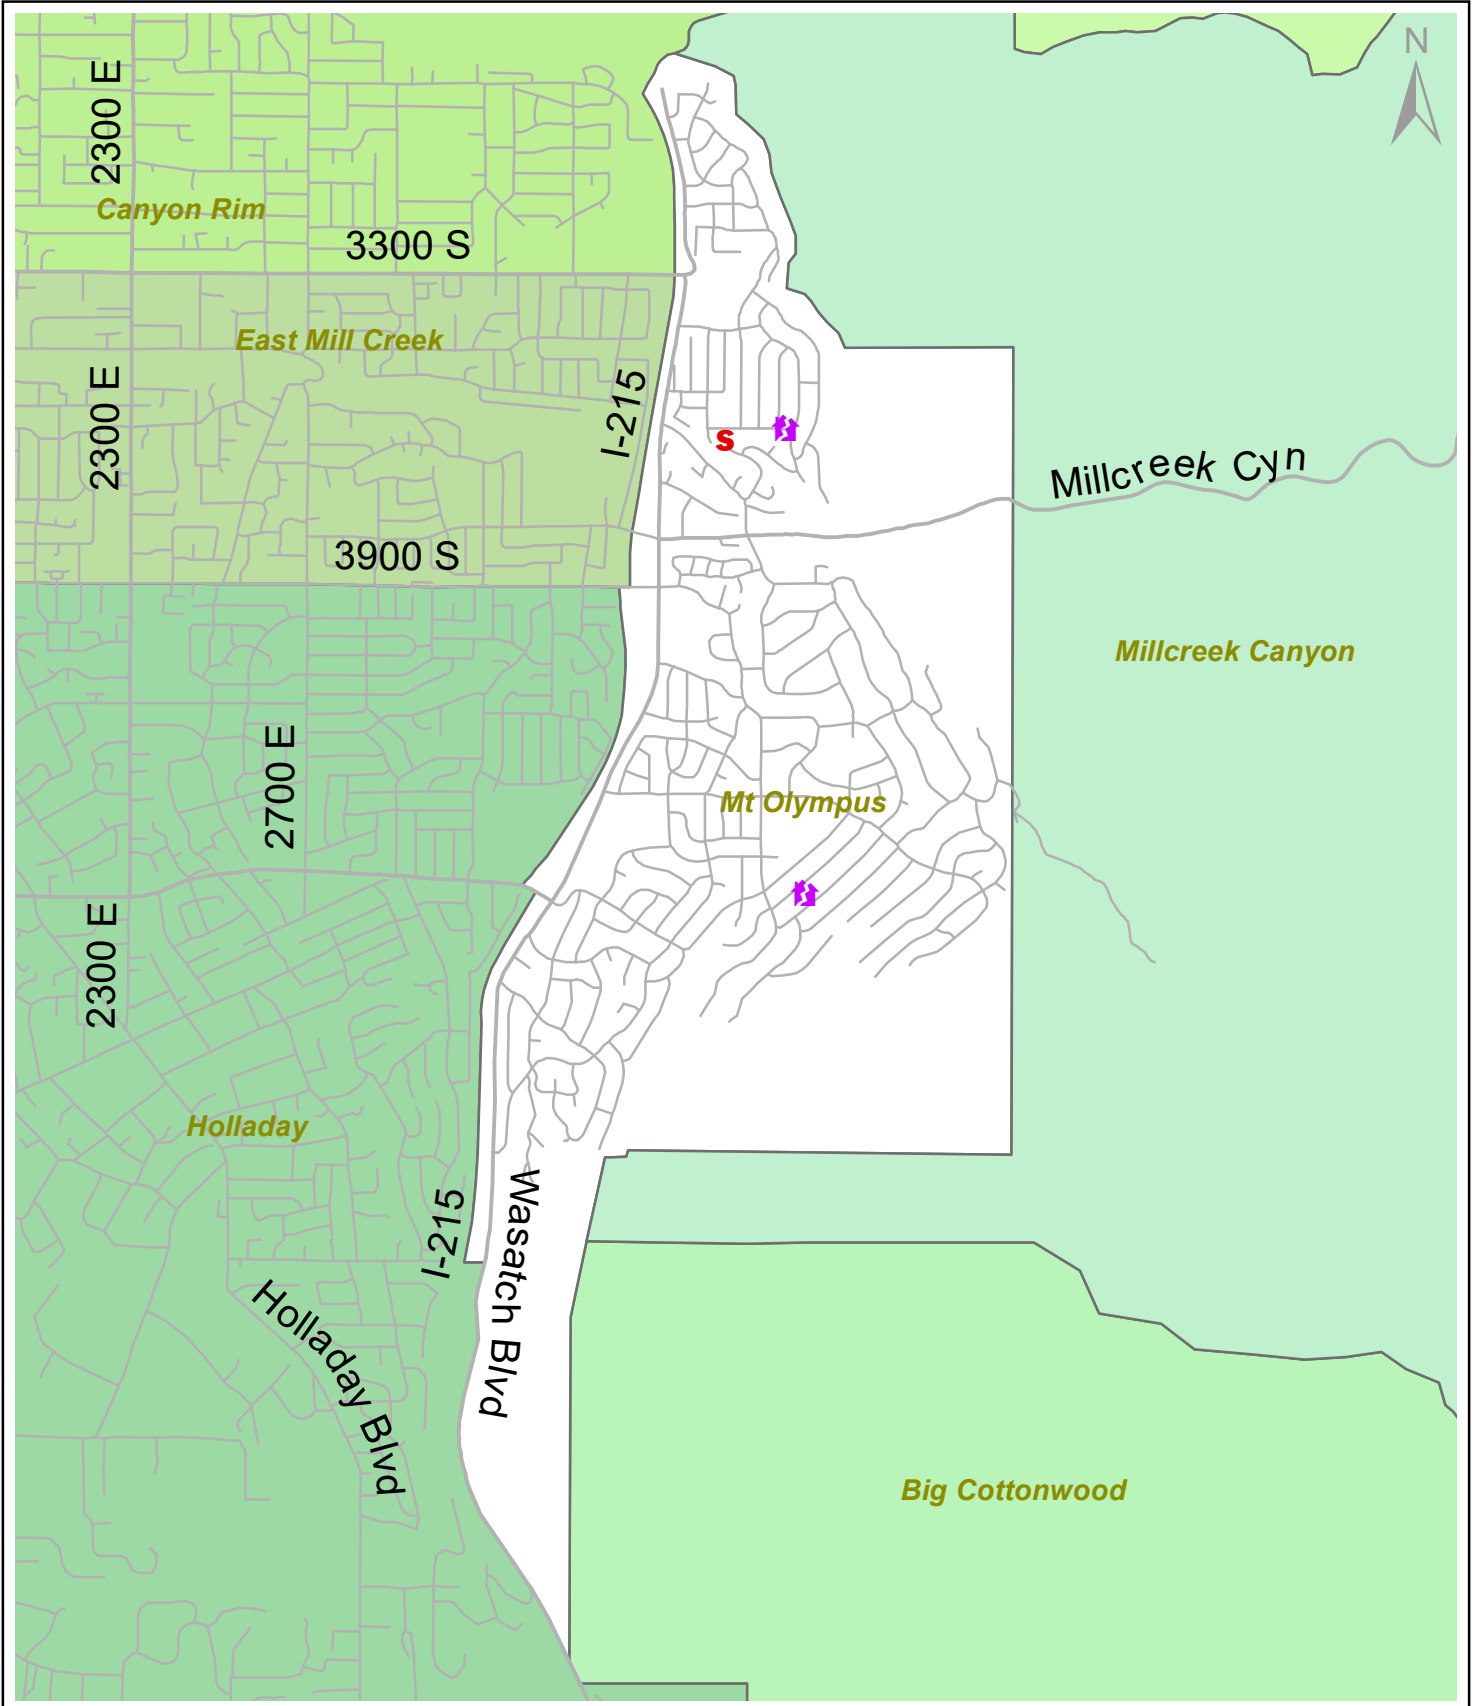 N
2300 E
Canyon Rim
3300 S
East Mill Creek
2300 E
I-215
S
Millcreek Cyn
3900 S
Millcreek Canyon
2700 E
Mt Olympus
2300 E
Holladay
I-215
Wasatch Blvd
Holladay Blvd
Big Cottonwood